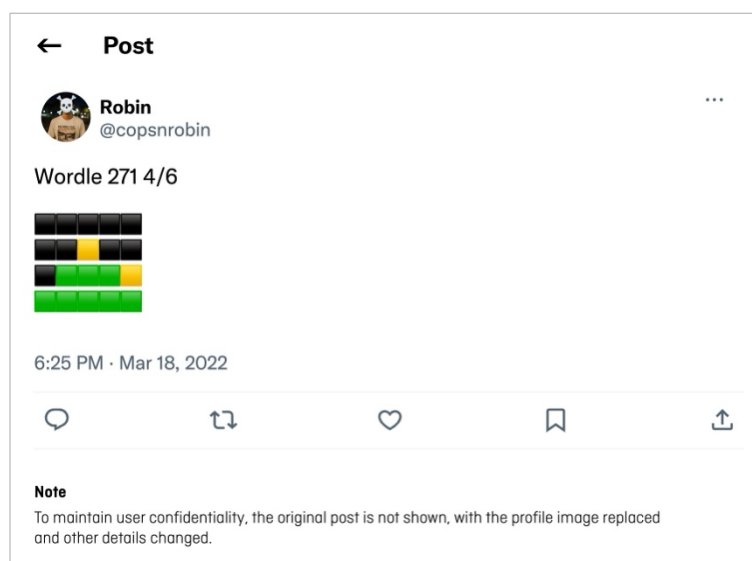 Post
Robin
@copsnrobin
Wordle 271 4/6
6:25 PM · Mar 18, 2022
Note
To maintain user confidentiality, the original post is not shown, with the profile image replaced
and other details changed.